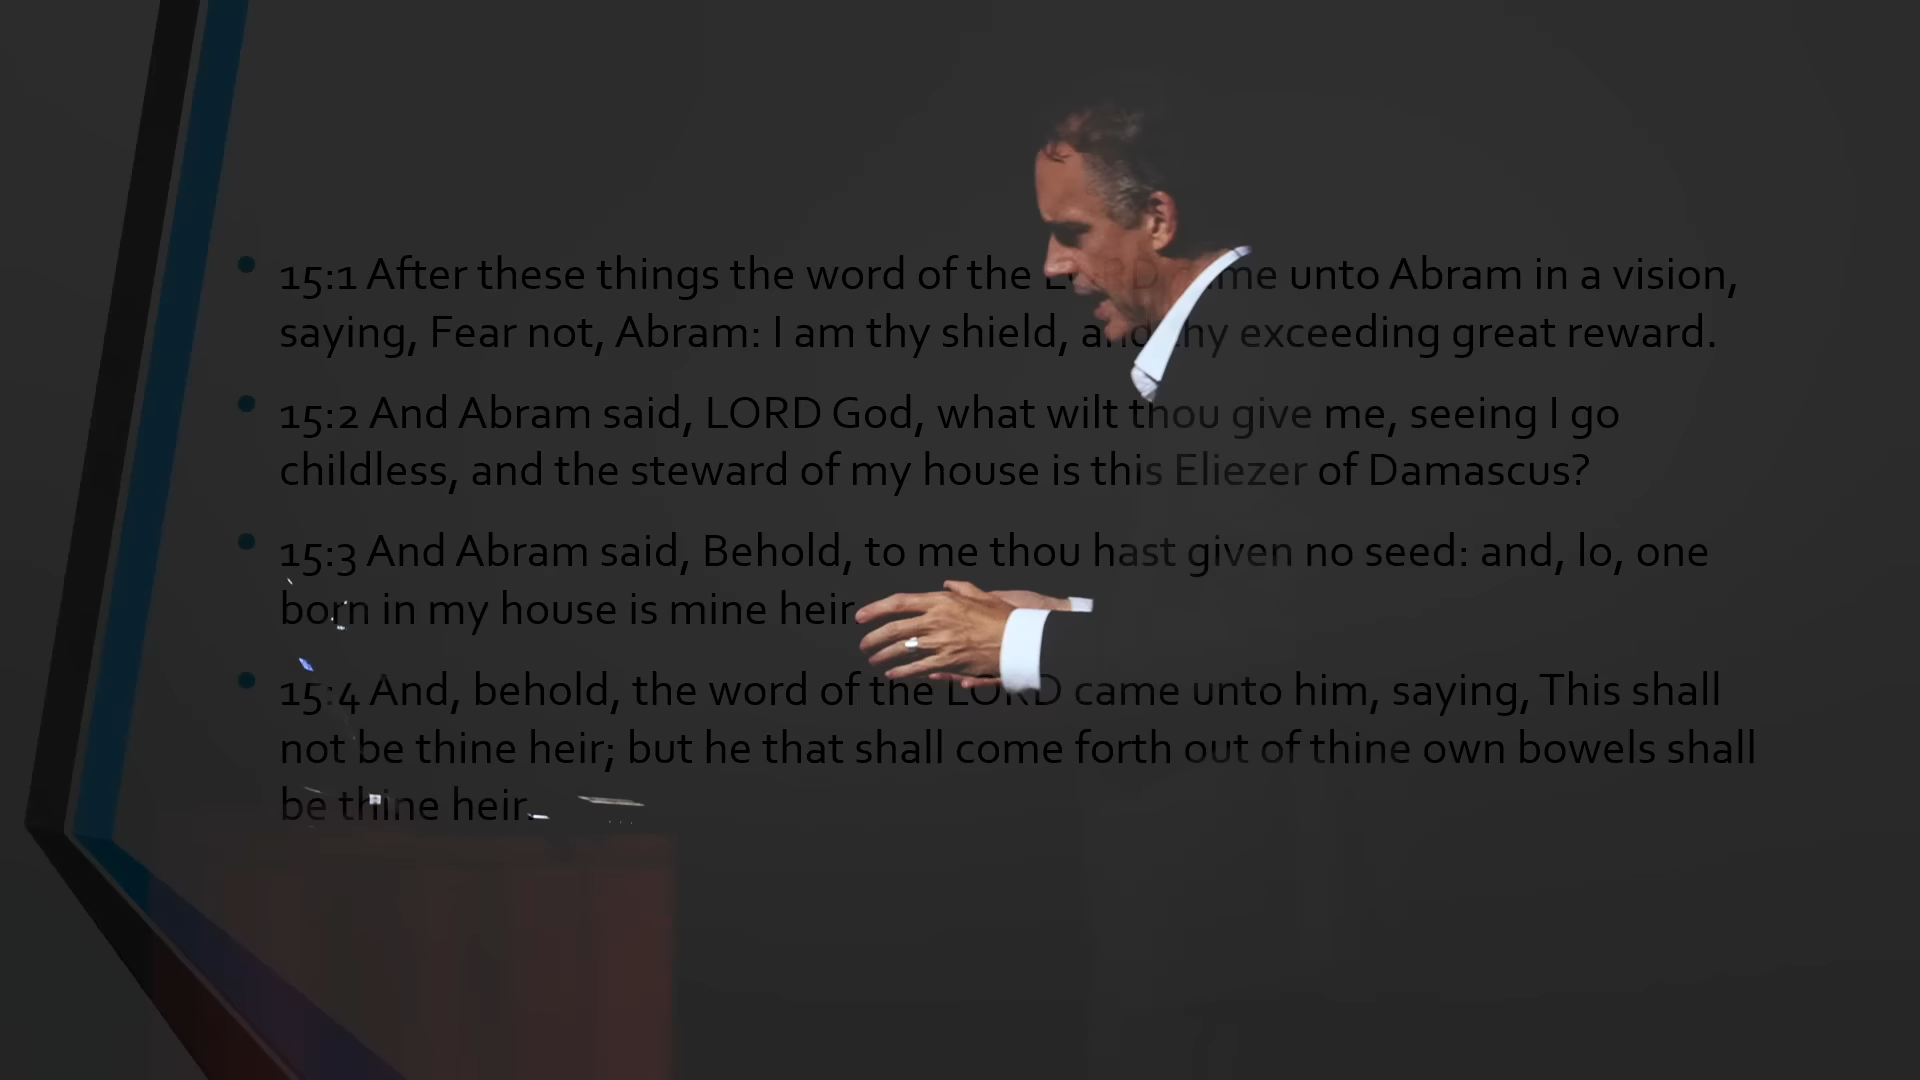 • 15:1 After these things the word of the LORD came unto Abram in a vision,
saying, Fear not, Abram: I am thy shield, and thy exceeding great reward.
• 15:2 And Abram said, LORD God, what wilt thou give me, seeing I go
childless, and the steward of my house is this Eliezer of Damascus?
• 15:3 And Abram said, Behold, to me thou hast given no seed: and, lo, one
born in my house is mine heir.
• 15:4 And, behold, the word of the LORD came unto him, saying, This shall
not be thine heir; but he that shall come forth out of thine own bowels shall
be thine heir.